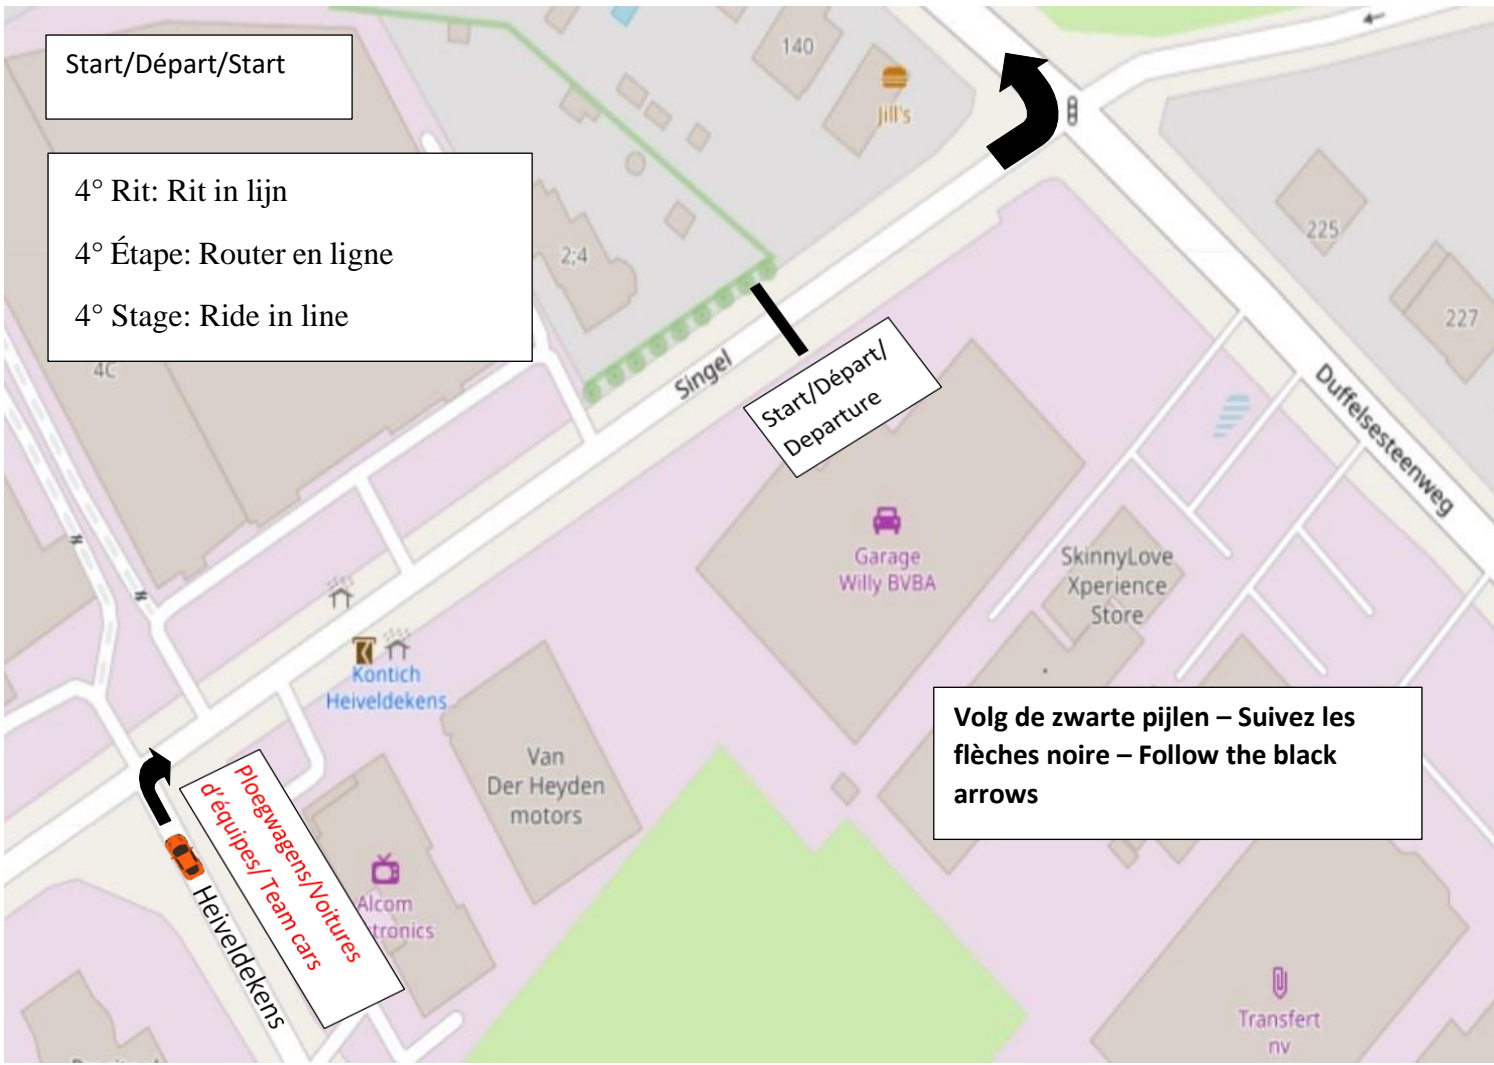 Start/Départ/Start
4° Rit: Rit in lijn
4° Étape: Router en ligne
4° Stage: Ride in line
140
Jill's
2;4
225
227
4C
Singel
Start/Départ/
Departure
Duffelsesteenweg
Garage
Willy BVBA
SkinnyLove
Xperience
Store
Kontich
Heiveldekens
Volg de zwarte pijlen – Suivez les
flèches noire – Follow the black
arrows
Van
Der Heyden
motors
Ploegwagens/Voitures
d'équipes/ Team cars
Alcom
tronics
Heiveldekens
Transfert
nv